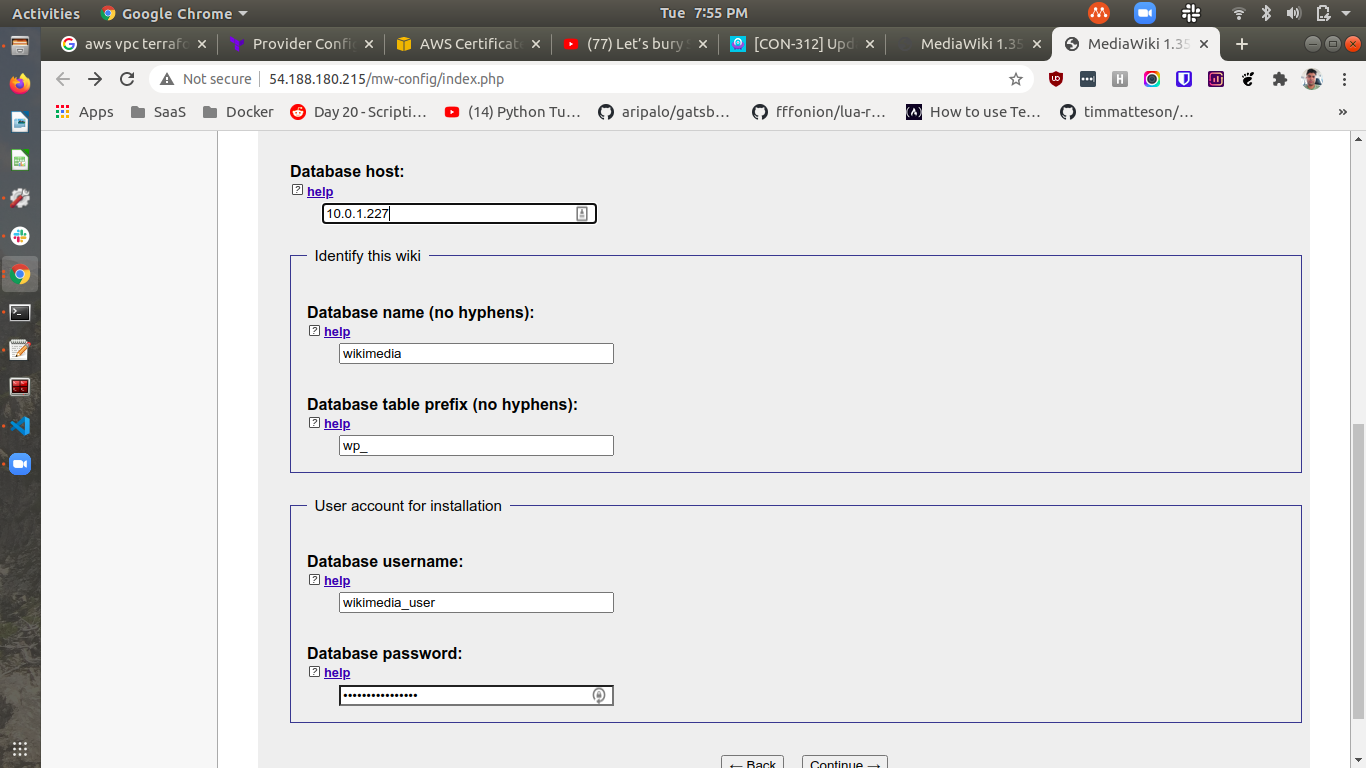 Activities Google Chrome Tue 7:55 PM
aws vpc terrafo Provider Confi AWS Certificate (77) Let's bury S [CON-312] Upd MediaWiki 1.35 MediaWiki 1.35
Not secure 54.188.180.215/mw-config/index.php
Apps SaaS Docker Day 20 - Scripti… (14) Python Tu… aripalo/gatsb… fffonion/lua-r… How to use Te… timmatteson/… »
Database host:
? help
10.0.1.227
Identify this wiki
Database name (no hyphens):
? help
wikimedia
Database table prefix (no hyphens):
? help
wp_
User account for installation
Database username:
? help
wikimedia_user
Database password:
? help
••••••••••••••••
← Back Continue →